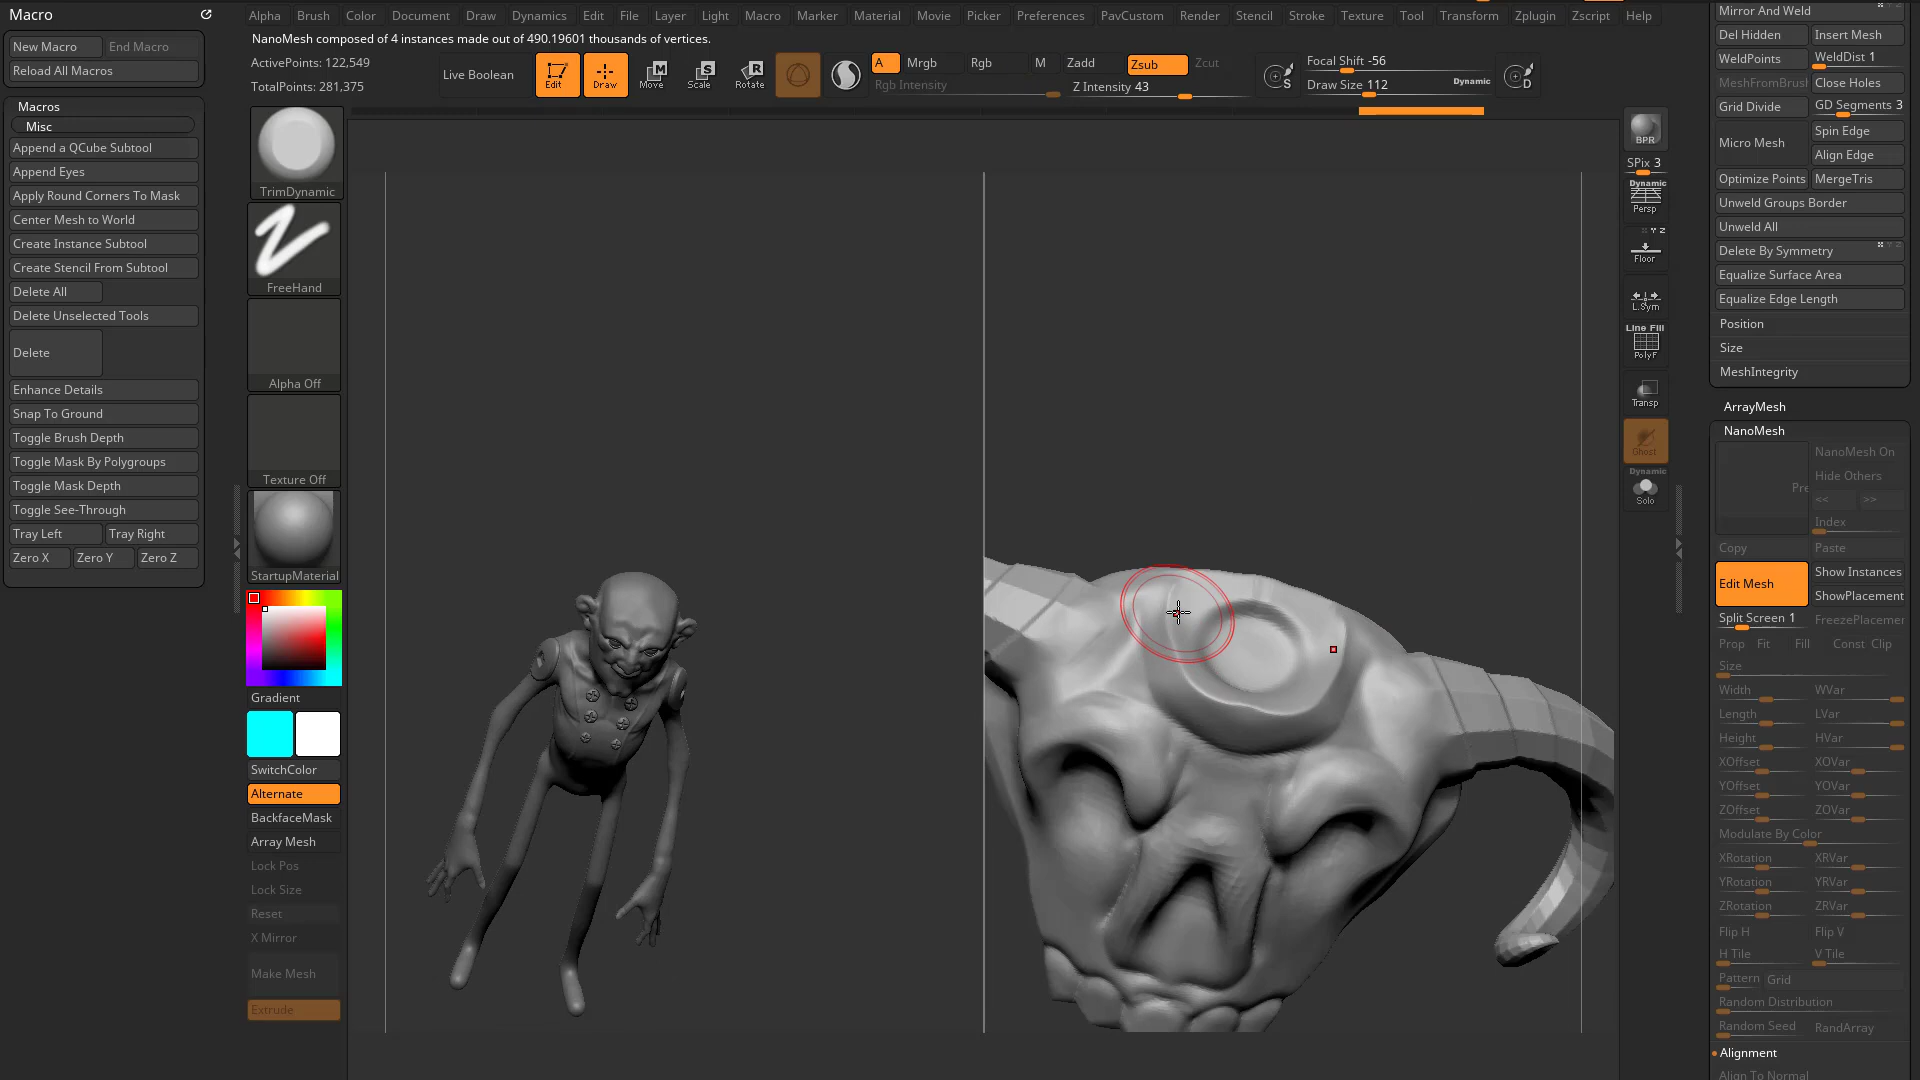 Macro
Alpha Brush Color Document Draw Dynamics Edit File Layer Light Macro Marker Material Movie Picker Preferences PavCustom Render Stencil Stroke Texture Tool Transform Zplugin Zscript Help
NanoMesh composed of 4 instances made out of 490.19601 thousands of vertices.
ActivePoints: 122,549
TotalPoints: 281,375
Live Boolean
Edit
Draw
Move
Scale
Rotate
A Mrgb Rgb M Zadd Zsub Zcut
Rgb Intensity
Z Intensity 43
Focal Shift -56
Draw Size 112
Dynamic
S
D
New Macro End Macro
Reload All Macros
Macros
Misc
Append a QCube Subtool
Append Eyes
Apply Round Corners To Mask
Center Mesh to World
Create Instance Subtool
Create Stencil From Subtool
Delete All
Delete Unselected Tools
Delete
Enhance Details
Snap To Ground
Toggle Brush Depth
Toggle Mask By Polygroups
Toggle Mask Depth
Toggle See-Through
Tray Left Tray Right
Zero X Zero Y Zero Z
TrimDynamic
FreeHand
Alpha Off
Texture Off
StartupMaterial
Gradient
SwitchColor
Alternate
BackfaceMask
Array Mesh
Lock Pos
Lock Size
Reset
X Mirror
Make Mesh
Extrude
BPR
SPix 3
Dynamic
Persp
Floor
L.Sym
Line Fill
PolyF
Transp
Ghost
Dynamic
Solo
Mirror And Weld
Del Hidden Insert Mesh
WeldPoints WeldDist 1
MeshFromBrus Close Holes
Grid Divide GD Segments 3
Micro Mesh Spin Edge
Align Edge
Optimize Points MergeTris
Unweld Groups Border
Unweld All
Delete By Symmetry
Equalize Surface Area
Equalize Edge Length
Position
Size
MeshIntegrity
ArrayMesh
NanoMesh
NanoMesh On
Hide Others
Pre
<< >>
Index
Copy Paste
Edit Mesh Show Instances
ShowPlacement
Split Screen 1 FreezePlacemer
Prop Fit Fill Const Clip
Size
Width WVar
Length LVar
Height HVar
XOffset XOVar
YOffset YOVar
ZOffset ZOVar
Modulate By Color
XRotation XRVar
YRotation YRVar
ZRotation ZRVar
Flip H Flip V
H Tile V Tile
Pattern Grid
Random Distribution
Random Seed RandArray
Alignment
Align To Normal